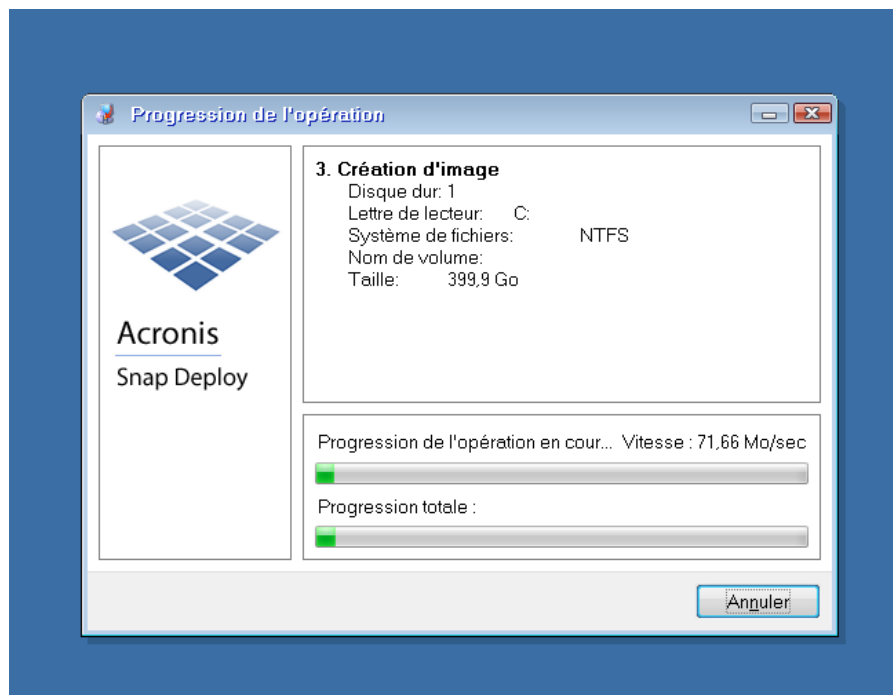 Progression de l'opération
3. Création d'image
Disque dur: 1
Lettre de lecteur: C:
Système de fichiers: NTFS
Nom de volume:
Taille: 399,9 Go
Acronis
Snap Deploy
Progression de l'opération en cour... Vitesse : 71,66 Mo/sec
Progression totale :
Annuler